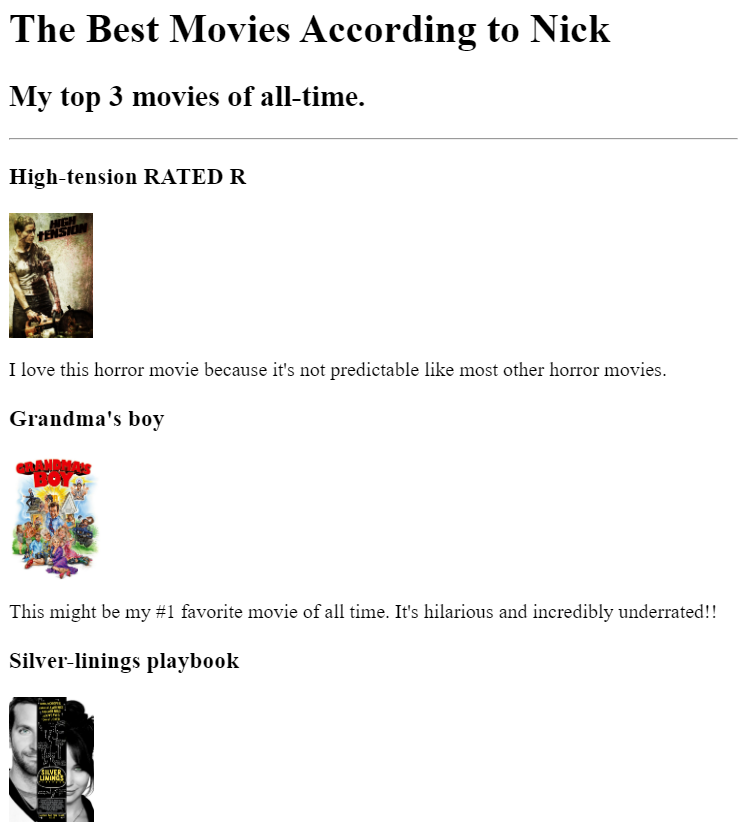 The Best Movies According to Nick
My top 3 movies of all-time.
High-tension RATED R
HIGH
TENSION
I love this horror movie because it's not predictable like most other horror movies.
Grandma's boy
GRANDMA'S
BOY
This might be my #1 favorite movie of all time. It's hilarious and incredibly underrated!!
Silver-linings playbook
SILVER
LININGS